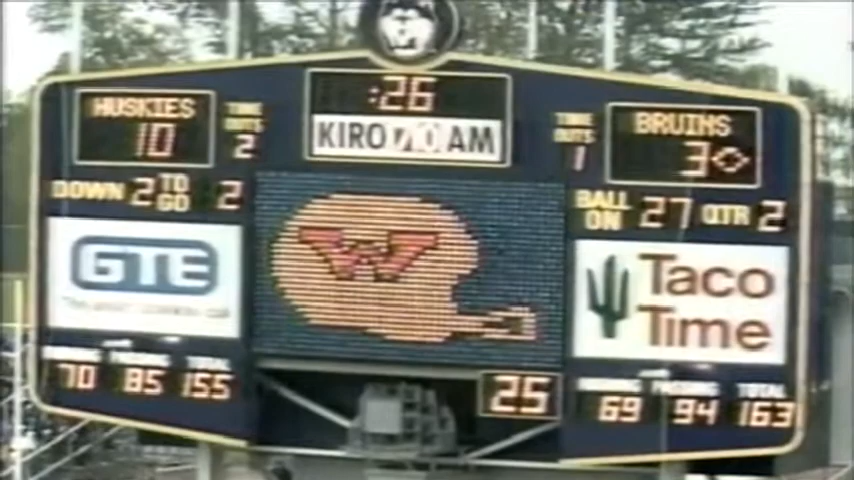 :26
HUSKIES
10
TIME
OUTS
2
KIRO 710 AM
TIME
OUTS
1
BRUINS
3
DOWN 2 TO GO 2
BALL ON 27 QTR 2
W
GTE
Taco
Time
PASSING TOTAL
70 85 155
25
RUSHING PASSING TOTAL
69 94 163